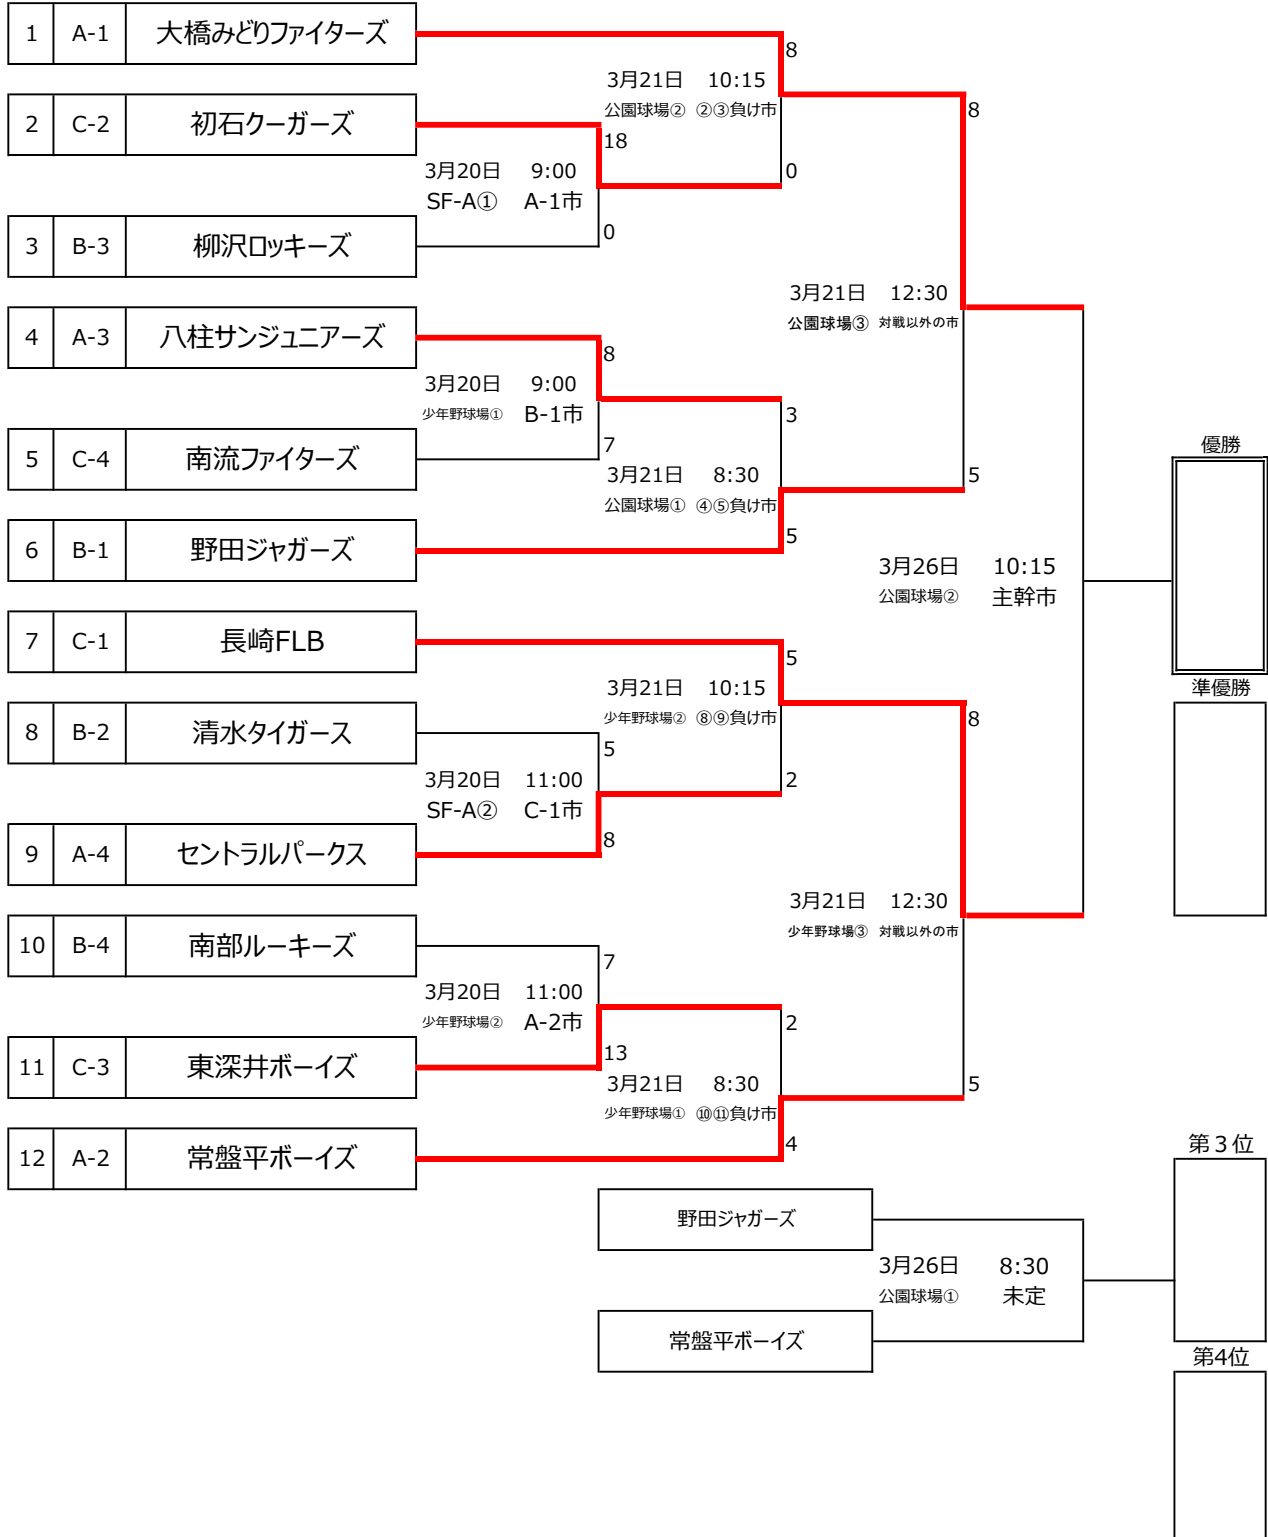 1 A-1 大橋みどりファイターズ
8
3月21日 10:15
公園球場② ②③負け市
8
2 C-2 初石クーガーズ
18
3月20日 9:00
0
SF-A① A-1市
0
3 B-3 柳沢ロッキーズ
3月21日 12:30
公園球場③ 対戦以外の市
4 A-3 八柱サンジュニアーズ
8
3月20日 9:00
少年野球場① B-1市
3
7
5 C-4 南流ファイターズ
3月21日 8:30
5
公園球場① ④⑤負け市
優勝
6 B-1 野田ジャガーズ
5
3月26日 10:15
公園球場② 主幹市
7 C-1 長崎FLB
5
3月21日 10:15
準優勝
少年野球場② ⑧⑨負け市
8
8 B-2 清水タイガース
5
3月20日 11:00
2
SF-A② C-1市
8
9 A-4 セントラルパークス
3月21日 12:30
少年野球場③ 対戦以外の市
10 B-4 南部ルーキーズ
7
3月20日 11:00
少年野球場② A-2市
2
13
11 C-3 東深井ボーイズ
3月21日 8:30
5
少年野球場① ⑩⑪負け市
4
12 A-2 常盤平ボーイズ
第３位
野田ジャガーズ
3月26日 8:30
公園球場① 未定
常盤平ボーイズ
第4位